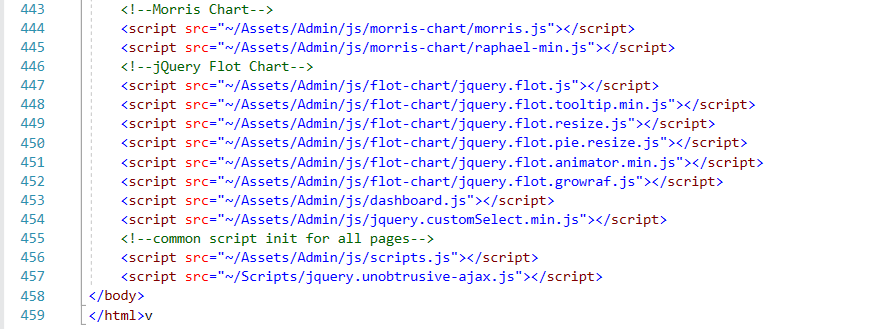 443 <!--Morris Chart-->
444 <script src="~/Assets/Admin/js/morris-chart/morris.js"></script>
445 <script src="~/Assets/Admin/js/morris-chart/raphael-min.js"></script>
446 <!--jQuery Flot Chart-->
447 <script src="~/Assets/Admin/js/flot-chart/jquery.flot.js"></script>
448 <script src="~/Assets/Admin/js/flot-chart/jquery.flot.tooltip.min.js"></script>
449 <script src="~/Assets/Admin/js/flot-chart/jquery.flot.resize.js"></script>
450 <script src="~/Assets/Admin/js/flot-chart/jquery.flot.pie.resize.js"></script>
451 <script src="~/Assets/Admin/js/flot-chart/jquery.flot.animator.min.js"></script>
452 <script src="~/Assets/Admin/js/flot-chart/jquery.flot.growraf.js"></script>
453 <script src="~/Assets/Admin/js/dashboard.js"></script>
454 <script src="~/Assets/Admin/js/jquery.customSelect.min.js"></script>
455 <!--common script init for all pages-->
456 <script src="~/Assets/Admin/js/scripts.js"></script>
457 <script src="~/Scripts/jquery.unobtrusive-ajax.js"></script>
458 </body>
459 </html>v